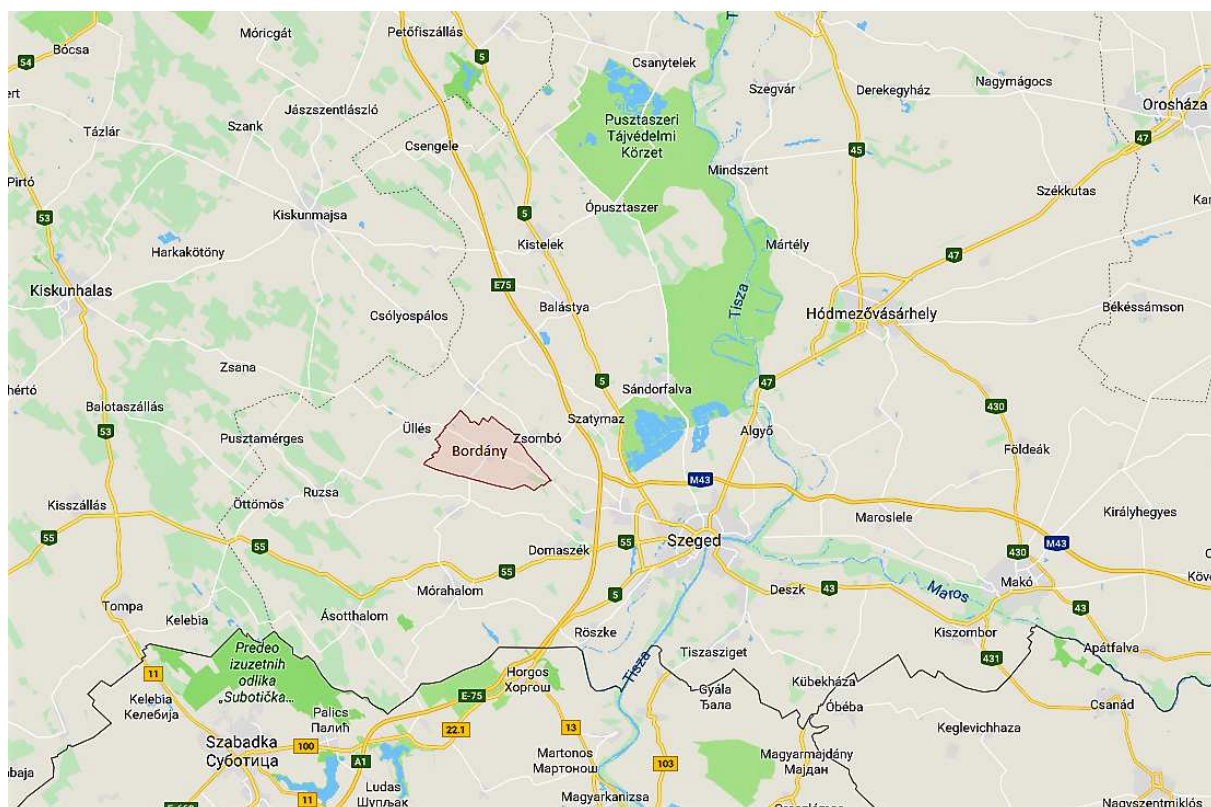 Móricgát
Petőfiszállás
Bócsa
54
5
Csanytelek
Szegvár
Derekegyház
Nagymágocs
Orosháza
Tázlár
Szank
Jászszentlászló
Csengele
Pusztaszeri
Tájvédelmi
Körzet
47
45
Mindszent
Pirtó
53
Kiskunmajsa
Ópusztaszer
5
Székkutas
Harkakötöny
Kistelek
Mártély
47
Kiskunhalas
E75
Balástya
Tisza
Hódmezővásárhely
Békéssámson
Csólyospálos
Zsana
5
Sándorfalva
47
Balotaszállás
53
Pusztamérges
Üllés
Zsombó
Szatymaz
Algyő
430
Bordány
Földeák
M43
Kisszállás
Öttömös
Ruzsa
Maroslele
Királyhegyes
55
55
Domaszék
55
Szeged
430
M43
Makó
55
Mórahalom
5
Deszk
43
Maros
43
Tompa
Kelebia
Ásotthalom
Röszke
Kiszombor
Tiszasziget
431
Apátfalva
Predeo
izuzetnih
odlika
„Subotička...
11
Horgos
Хоргош
Tisza
E-75
Kelebia
Келебија
Gyála
Ђала
Kübekháza
Óbéba
Csanád
Palics
Палић
22.1
13
Keglevichhaza
Szabadka
Суботица
100
A1
Martonos
Мартонош
103
Magyarmajdány
Мајдан
Ludas
Шупљак
11
Magyarkanizsa
Nagyszentmiklós